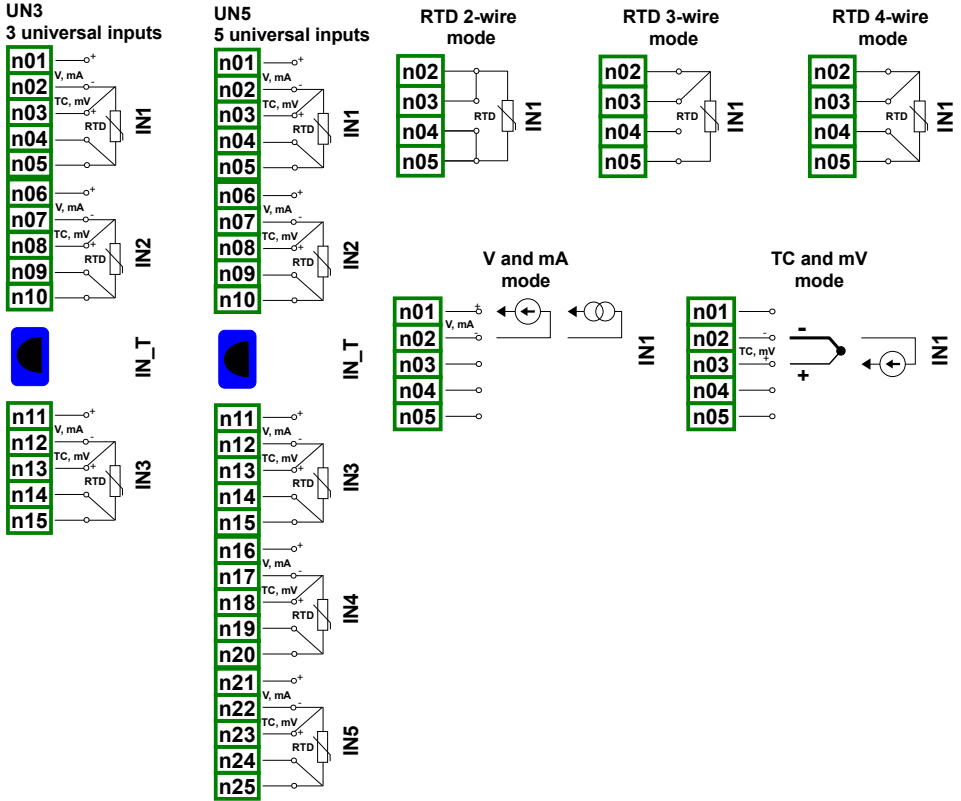 UN3
3 universal inputs
n01
+
V, mA
n02
-
TC, mV
n03
+
RTD
n04
n05
IN1
n06
+
V, mA
n07
-
TC, mV
n08
+
RTD
n09
n10
IN2
IN_T
n11
+
V, mA
n12
-
TC, mV
n13
+
RTD
n14
n15
IN3
UN5
5 universal inputs
n01
+
V, mA
n02
-
TC, mV
n03
+
RTD
n04
n05
IN1
n06
+
V, mA
n07
-
TC, mV
n08
+
RTD
n09
n10
IN2
IN_T
n11
+
V, mA
n12
-
TC, mV
n13
+
RTD
n14
n15
IN3
n16
+
V, mA
n17
-
TC, mV
n18
+
RTD
n19
n20
IN4
n21
+
V, mA
n22
-
TC, mV
n23
+
RTD
n24
n25
IN5
RTD 2-wire
mode
n02
n03
RTD
n04
n05
IN1
RTD 3-wire
mode
n02
n03
RTD
n04
n05
IN1
RTD 4-wire
mode
n02
n03
RTD
n04
n05
IN1
V and mA
mode
n01
+
V, mA
n02
-
n03
n04
n05
IN1
TC and mV
mode
n01
n02
-
-
TC, mV
n03
+
+
n04
n05
IN1